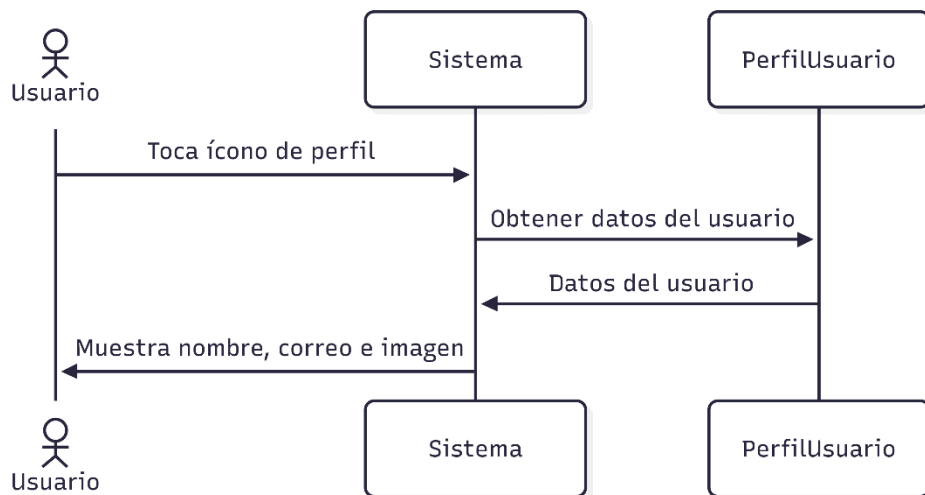 Usuario
Sistema
PerfilUsuario
Toca ícono de perfil
Obtener datos del usuario
Datos del usuario
Muestra nombre, correo e imagen
Usuario
Sistema
PerfilUsuario